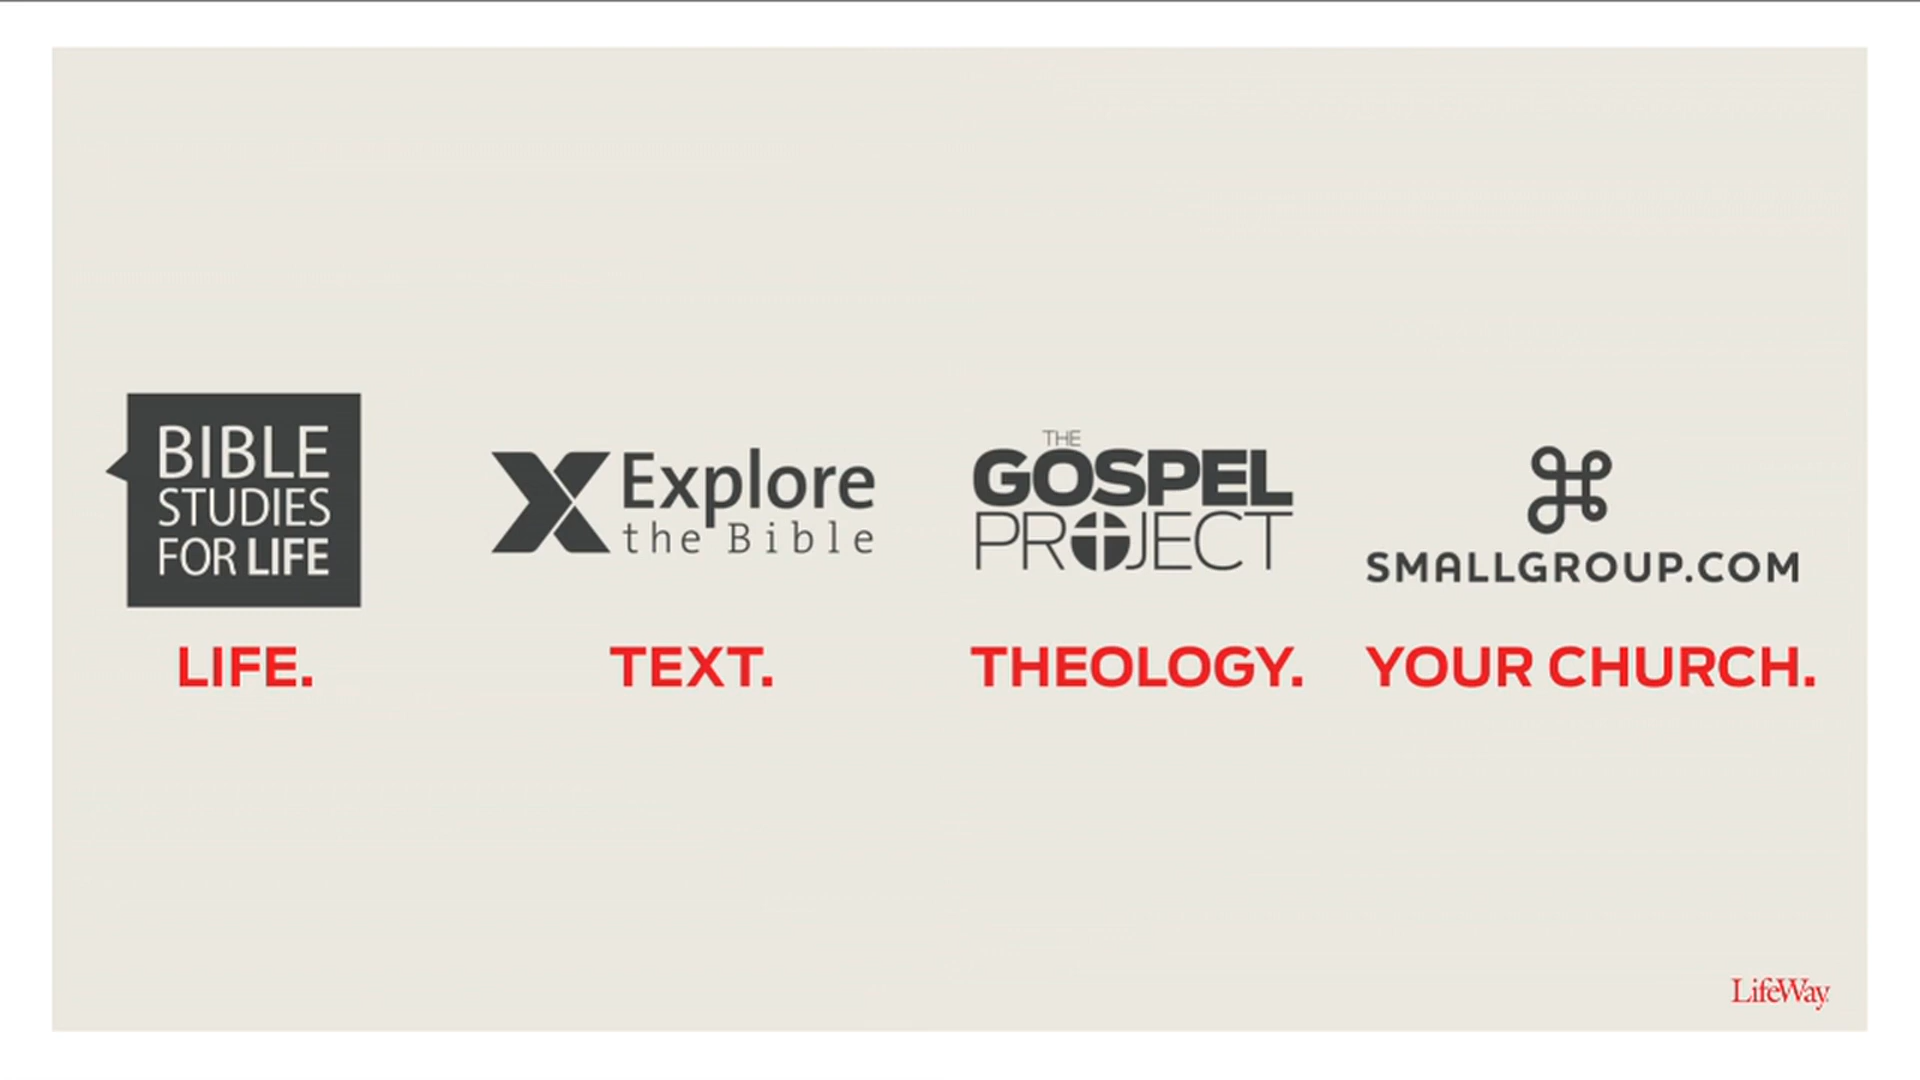 BIBLE
STUDIES
FOR LIFE
LIFE.
Explore
the Bible
TEXT.
THE
GOSPEL
PROJECT
THEOLOGY.
SMALLGROUP.COM
YOUR CHURCH.
LifeWay